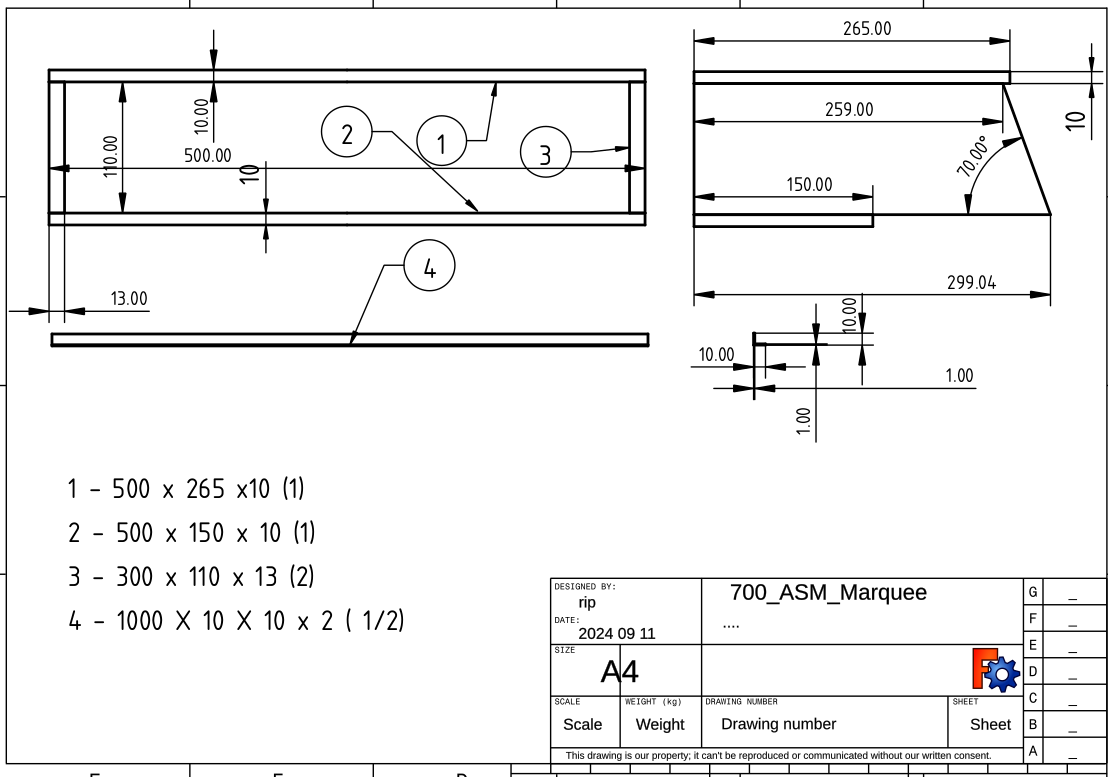 265.00
10.00
110.00
500.00
10
2
1
3
259.00
10
70.00°
150.00
4
299.04
13.00
10.00
10.00
1.00
1.00
1 - 500 x 265 x10 (1)
2 - 500 x 150 x 10 (1)
3 - 300 x 110 x 13 (2)
4 - 1000 X 10 X 10 x 2 ( 1/2)
DESIGNED BY:
rip
DATE:
2024 09 11
700_ASM_Marquee
....
SIZE
A4
SCALE
Scale
WEIGHT (kg)
Weight
DRAWING NUMBER
Drawing number
SHEET
Sheet
This drawing is our property; it can't be reproduced or communicated without our written consent.
G _
F _
E _
D _
C _
B _
A _